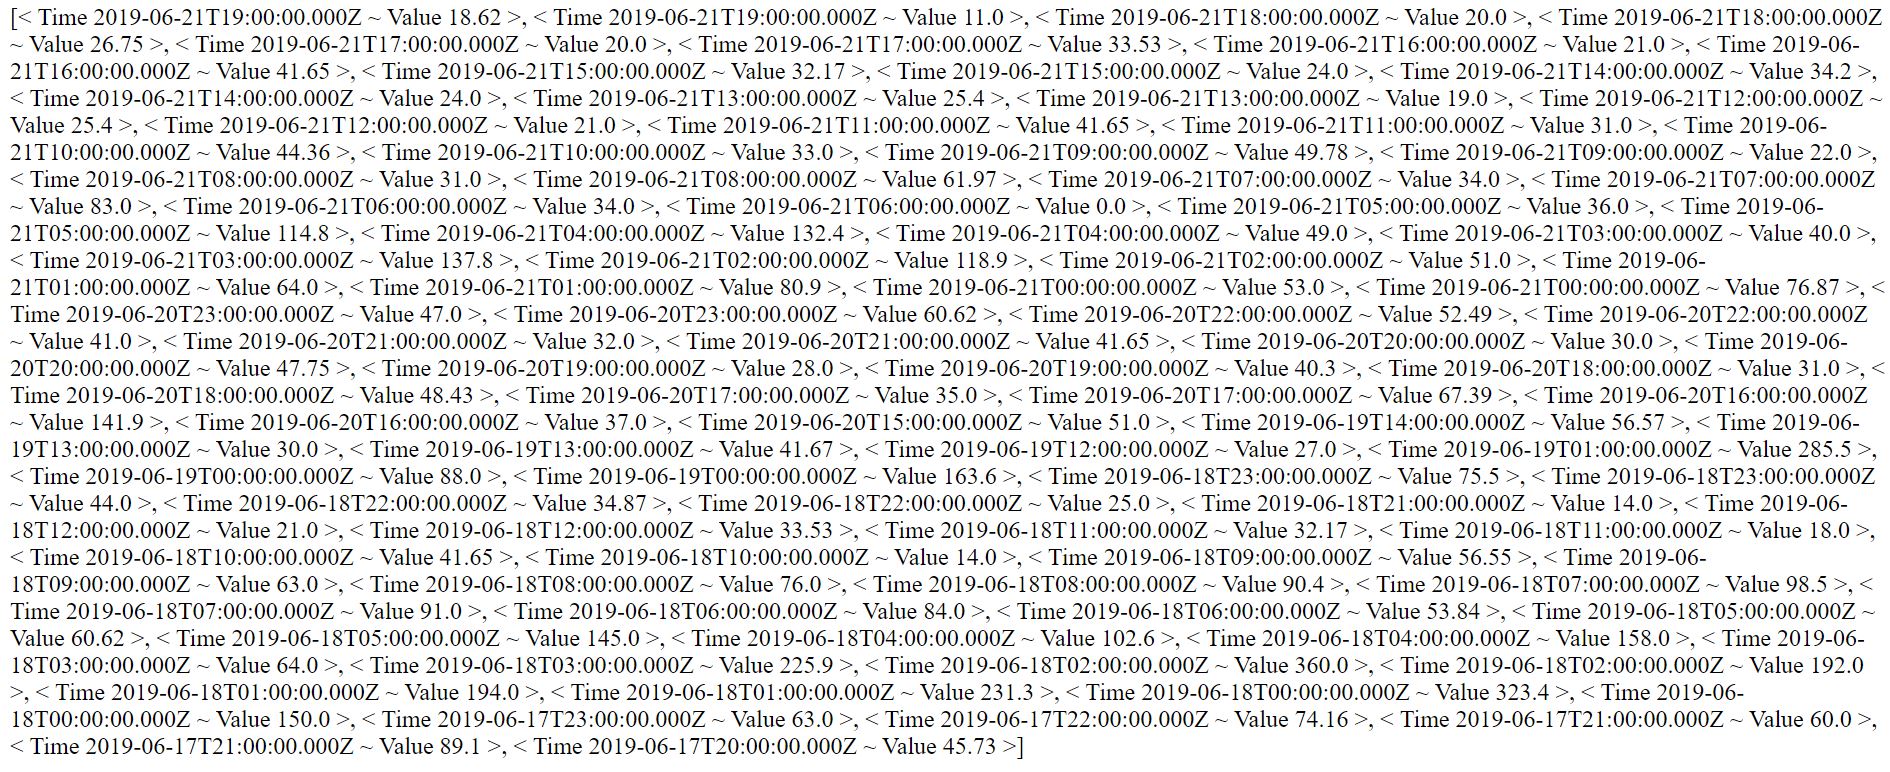 [< Time 2019-06-21T19:00:00.000Z ~ Value 18.62 >, < Time 2019-06-21T19:00:00.000Z ~ Value 11.0 >, < Time 2019-06-21T18:00:00.000Z ~ Value 20.0 >, < Time 2019-06-21T18:00:00.000Z
~ Value 26.75 >, < Time 2019-06-21T17:00:00.000Z ~ Value 20.0 >, < Time 2019-06-21T17:00:00.000Z ~ Value 33.53 >, < Time 2019-06-21T16:00:00.000Z ~ Value 21.0 >, < Time 2019-06-
21T16:00:00.000Z ~ Value 41.65 >, < Time 2019-06-21T15:00:00.000Z ~ Value 32.17 >, < Time 2019-06-21T15:00:00.000Z ~ Value 24.0 >, < Time 2019-06-21T14:00:00.000Z ~ Value 34.2 >,
< Time 2019-06-21T14:00:00.000Z ~ Value 24.0 >, < Time 2019-06-21T13:00:00.000Z ~ Value 25.4 >, < Time 2019-06-21T13:00:00.000Z ~ Value 19.0 >, < Time 2019-06-21T12:00:00.000Z ~
Value 25.4 >, < Time 2019-06-21T12:00:00.000Z ~ Value 21.0 >, < Time 2019-06-21T11:00:00.000Z ~ Value 41.65 >, < Time 2019-06-21T11:00:00.000Z ~ Value 31.0 >, < Time 2019-06-
21T10:00:00.000Z ~ Value 44.36 >, < Time 2019-06-21T10:00:00.000Z ~ Value 33.0 >, < Time 2019-06-21T09:00:00.000Z ~ Value 49.78 >, < Time 2019-06-21T09:00:00.000Z ~ Value 22.0 >,
< Time 2019-06-21T08:00:00.000Z ~ Value 31.0 >, < Time 2019-06-21T08:00:00.000Z ~ Value 61.97 >, < Time 2019-06-21T07:00:00.000Z ~ Value 34.0 >, < Time 2019-06-21T07:00:00.000Z
~ Value 83.0 >, < Time 2019-06-21T06:00:00.000Z ~ Value 34.0 >, < Time 2019-06-21T06:00:00.000Z ~ Value 0.0 >, < Time 2019-06-21T05:00:00.000Z ~ Value 36.0 >, < Time 2019-06-
21T05:00:00.000Z ~ Value 114.8 >, < Time 2019-06-21T04:00:00.000Z ~ Value 132.4 >, < Time 2019-06-21T04:00:00.000Z ~ Value 49.0 >, < Time 2019-06-21T03:00:00.000Z ~ Value 40.0 >,
< Time 2019-06-21T03:00:00.000Z ~ Value 137.8 >, < Time 2019-06-21T02:00:00.000Z ~ Value 118.9 >, < Time 2019-06-21T02:00:00.000Z ~ Value 51.0 >, < Time 2019-06-
21T01:00:00.000Z ~ Value 64.0 >, < Time 2019-06-21T01:00:00.000Z ~ Value 80.9 >, < Time 2019-06-21T00:00:00.000Z ~ Value 53.0 >, < Time 2019-06-21T00:00:00.000Z ~ Value 76.87 >, <
Time 2019-06-20T23:00:00.000Z ~ Value 47.0 >, < Time 2019-06-20T23:00:00.000Z ~ Value 60.62 >, < Time 2019-06-20T22:00:00.000Z ~ Value 52.49 >, < Time 2019-06-20T22:00:00.000Z
~ Value 41.0 >, < Time 2019-06-20T21:00:00.000Z ~ Value 32.0 >, < Time 2019-06-20T21:00:00.000Z ~ Value 41.65 >, < Time 2019-06-20T20:00:00.000Z ~ Value 30.0 >, < Time 2019-06-
20T20:00:00.000Z ~ Value 47.75 >, < Time 2019-06-20T19:00:00.000Z ~ Value 28.0 >, < Time 2019-06-20T19:00:00.000Z ~ Value 40.3 >, < Time 2019-06-20T18:00:00.000Z ~ Value 31.0 >, <
Time 2019-06-20T18:00:00.000Z ~ Value 48.43 >, < Time 2019-06-20T17:00:00.000Z ~ Value 35.0 >, < Time 2019-06-20T17:00:00.000Z ~ Value 67.39 >, < Time 2019-06-20T16:00:00.000Z
~ Value 141.9 >, < Time 2019-06-20T16:00:00.000Z ~ Value 37.0 >, < Time 2019-06-20T15:00:00.000Z ~ Value 51.0 >, < Time 2019-06-19T14:00:00.000Z ~ Value 56.57 >, < Time 2019-06-
19T13:00:00.000Z ~ Value 30.0 >, < Time 2019-06-19T13:00:00.000Z ~ Value 41.67 >, < Time 2019-06-19T12:00:00.000Z ~ Value 27.0 >, < Time 2019-06-19T01:00:00.000Z ~ Value 285.5 >,
< Time 2019-06-19T00:00:00.000Z ~ Value 88.0 >, < Time 2019-06-19T00:00:00.000Z ~ Value 163.6 >, < Time 2019-06-18T23:00:00.000Z ~ Value 75.5 >, < Time 2019-06-18T23:00:00.000Z
~ Value 44.0 >, < Time 2019-06-18T22:00:00.000Z ~ Value 34.87 >, < Time 2019-06-18T22:00:00.000Z ~ Value 25.0 >, < Time 2019-06-18T21:00:00.000Z ~ Value 14.0 >, < Time 2019-06-
18T12:00:00.000Z ~ Value 21.0 >, < Time 2019-06-18T12:00:00.000Z ~ Value 33.53 >, < Time 2019-06-18T11:00:00.000Z ~ Value 32.17 >, < Time 2019-06-18T11:00:00.000Z ~ Value 18.0 >,
< Time 2019-06-18T10:00:00.000Z ~ Value 41.65 >, < Time 2019-06-18T10:00:00.000Z ~ Value 14.0 >, < Time 2019-06-18T09:00:00.000Z ~ Value 56.55 >, < Time 2019-06-
18T09:00:00.000Z ~ Value 63.0 >, < Time 2019-06-18T08:00:00.000Z ~ Value 76.0 >, < Time 2019-06-18T08:00:00.000Z ~ Value 90.4 >, < Time 2019-06-18T07:00:00.000Z ~ Value 98.5 >, <
Time 2019-06-18T07:00:00.000Z ~ Value 91.0 >, < Time 2019-06-18T06:00:00.000Z ~ Value 84.0 >, < Time 2019-06-18T06:00:00.000Z ~ Value 53.84 >, < Time 2019-06-18T05:00:00.000Z ~
Value 60.62 >, < Time 2019-06-18T05:00:00.000Z ~ Value 145.0 >, < Time 2019-06-18T04:00:00.000Z ~ Value 102.6 >, < Time 2019-06-18T04:00:00.000Z ~ Value 158.0 >, < Time 2019-06-
18T03:00:00.000Z ~ Value 64.0 >, < Time 2019-06-18T03:00:00.000Z ~ Value 225.9 >, < Time 2019-06-18T02:00:00.000Z ~ Value 360.0 >, < Time 2019-06-18T02:00:00.000Z ~ Value 192.0
>, < Time 2019-06-18T01:00:00.000Z ~ Value 194.0 >, < Time 2019-06-18T01:00:00.000Z ~ Value 231.3 >, < Time 2019-06-18T00:00:00.000Z ~ Value 323.4 >, < Time 2019-06-
18T00:00:00.000Z ~ Value 150.0 >, < Time 2019-06-17T23:00:00.000Z ~ Value 63.0 >, < Time 2019-06-17T22:00:00.000Z ~ Value 74.16 >, < Time 2019-06-17T21:00:00.000Z ~ Value 60.0 >,
< Time 2019-06-17T21:00:00.000Z ~ Value 89.1 >, < Time 2019-06-17T20:00:00.000Z ~ Value 45.73 >]